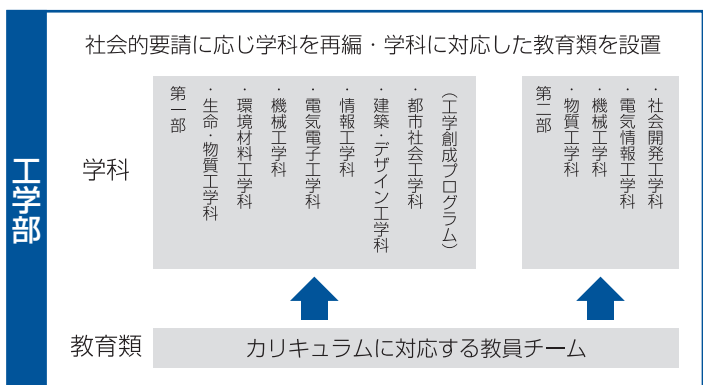 社会的要請に応じ学科を再編・学科に対応した教育類を設置
工学部
学科
第一部
・生命・物質工学科
・環境材料工学科
・機械工学科
・電気電子工学科
・情報工学科
・建築・デザイン工学科
・都市社会工学科
(工学創成プログラム)
第二部
・物質工学科
・機械工学科
・電気情報工学科
・社会開発工学科
教育類
カリキュラムに対応する教員チーム